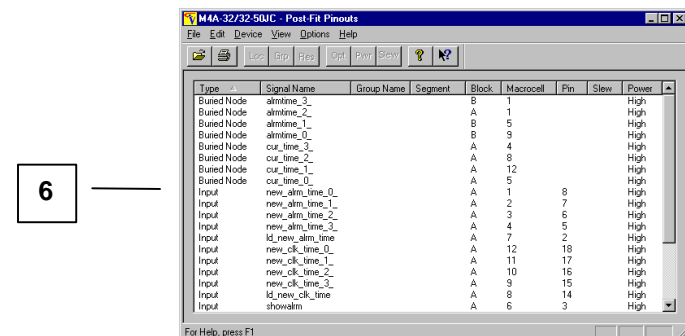 M4A-32/32-50JC - Post-Fit Pinouts
File Edit Device View Options Help
Loc Grp Res Opt Pwr Slew
Type Signal Name Group Name Segment Block Macrocell Pin Slew Power
Buried Node alrmtime_3_ B 1 High
Buried Node alrmtime_2_ A 1 High
Buried Node alrmtime_1_ B 5 High
Buried Node alrmtime_0_ B 9 High
Buried Node cur_time_3_ A 4 High
Buried Node cur_time_2_ A 8 High
Buried Node cur_time_1_ A 12 High
Buried Node cur_time_0_ A 5 High
6
Input new_alrm_time_0_ A 1 8 High
Input new_alrm_time_1_ A 2 7 High
Input new_alrm_time_2_ A 3 6 High
Input new_alrm_time_3_ A 4 5 High
Input ld_new_alrm_time A 7 2 High
Input new_clk_time_0_ A 12 18 High
Input new_clk_time_1_ A 11 17 High
Input new_clk_time_2_ A 10 16 High
Input new_clk_time_3_ A 9 15 High
Input ld_new_clk_time A 8 14 High
Input showalrm A 6 3 High
For Help, press F1